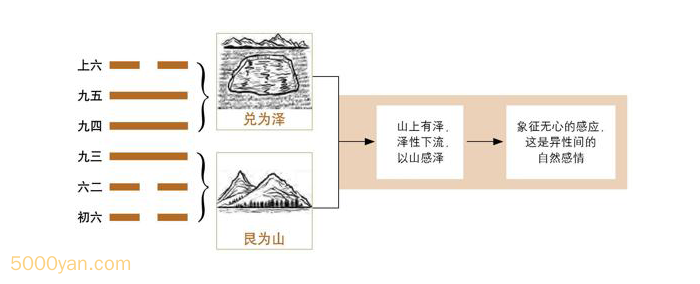 上六
九五
九四
九三
六二
初六
兑为泽
艮为山
山上有泽，
泽性下流，
以山感泽
象征无心的感应，
这是异性间的
自然感情
5000yan.com